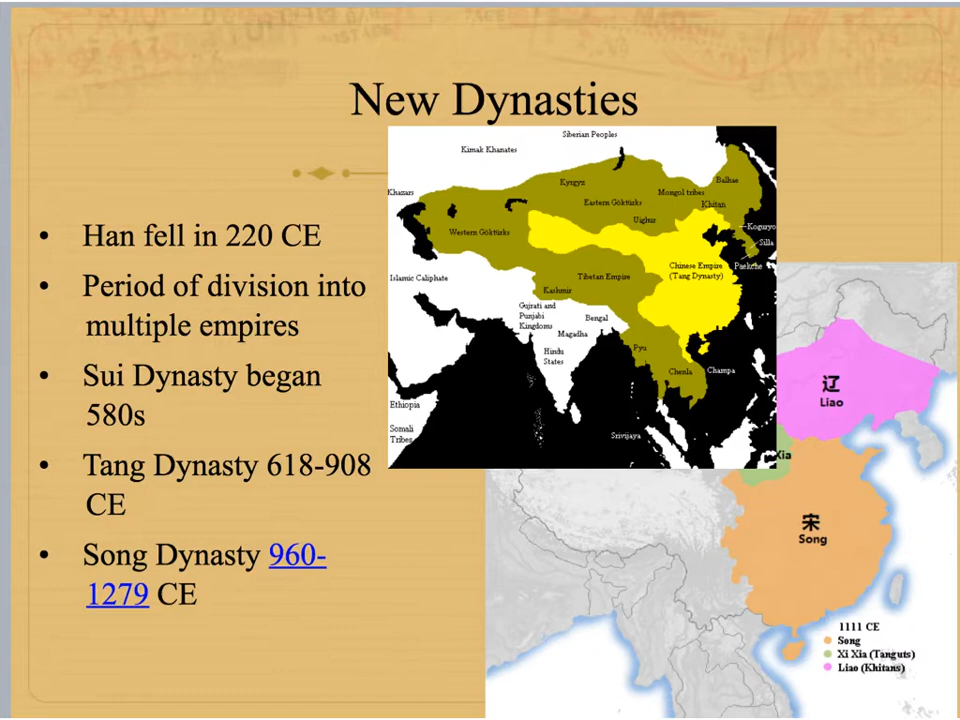 New Dynasties
Han fell in 220 CE
Period of division into
multiple empires
Sui Dynasty began
580s
Tang Dynasty 618-908
CE
Song Dynasty 960-
1279 CE
Siberian Peoples
Kimak Khanates
Khazars
Kyrgyz
Mongol tribes
Balhae
Eastern Göktürks
Khitan
Uighur
Koguryo
Western Göktürks
Silla
Chinese Empire
(Tang Dynasty)
Paekche
Islamic Caliphate
Tibetan Empire
Kashmir
Gujrati and
Punjabi
Kingdoms
Bengal
Magadha
Hindu
States
Pyu
Chenla
Champa
Ethiopia
Somali
Tribes
Srivijaya
辽
Liao
Xia
宋
Song
1111 CE
Song
Xi Xia (Tanguts)
Liao (Khitans)